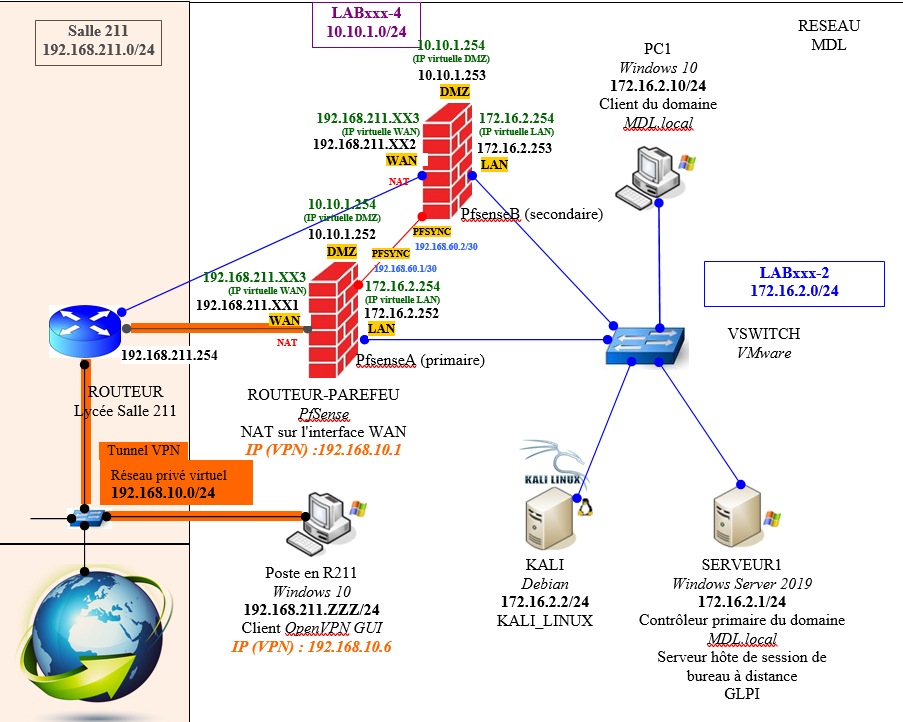 Salle 211
192.168.211.0/24
LABxxx-4
10.10.1.0/24
RESEAU
MDL
10.10.1.254
(IP virtuelle DMZ)
10.10.1.253
DMZ
192.168.211.XX3
(IP virtuelle WAN)
192.168.211.XX2
WAN
NAT
172.16.2.254
(IP virtuelle LAN)
172.16.2.253
LAN
PfsenseB (secondaire)
PC1
Windows 10
172.16.2.10/24
Client du domaine
MDL.local
10.10.1.254
(IP virtuelle DMZ)
10.10.1.252
DMZ
PFSYNC
192.168.60.2/30
PFSYNC
192.168.60.1/30
192.168.211.XX3
(IP virtuelle WAN)
192.168.211.XX1
WAN
NAT
172.16.2.254
(IP virtuelle LAN)
172.16.2.252
LAN
PfsenseA (primaire)
LABxxx-2
172.16.2.0/24
VSWITCH
VMware
192.168.211.254
ROUTEUR
Lycée Salle 211
ROUTEUR-PAREFEU
PfSense
NAT sur l'interface WAN
IP (VPN) :192.168.10.1
Tunnel VPN
Réseau privé virtuel
192.168.10.0/24
Poste en R211
Windows 10
192.168.211.ZZZ/24
Client OpenVPN GUI
IP (VPN) : 192.168.10.6
KALI LINUX
KALI
Debian
172.16.2.2/24
KALI_LINUX
SERVEUR1
Windows Server 2019
172.16.2.1/24
Contrôleur primaire du domaine
MDL.local
Serveur hôte de session de
bureau à distance
GLPI